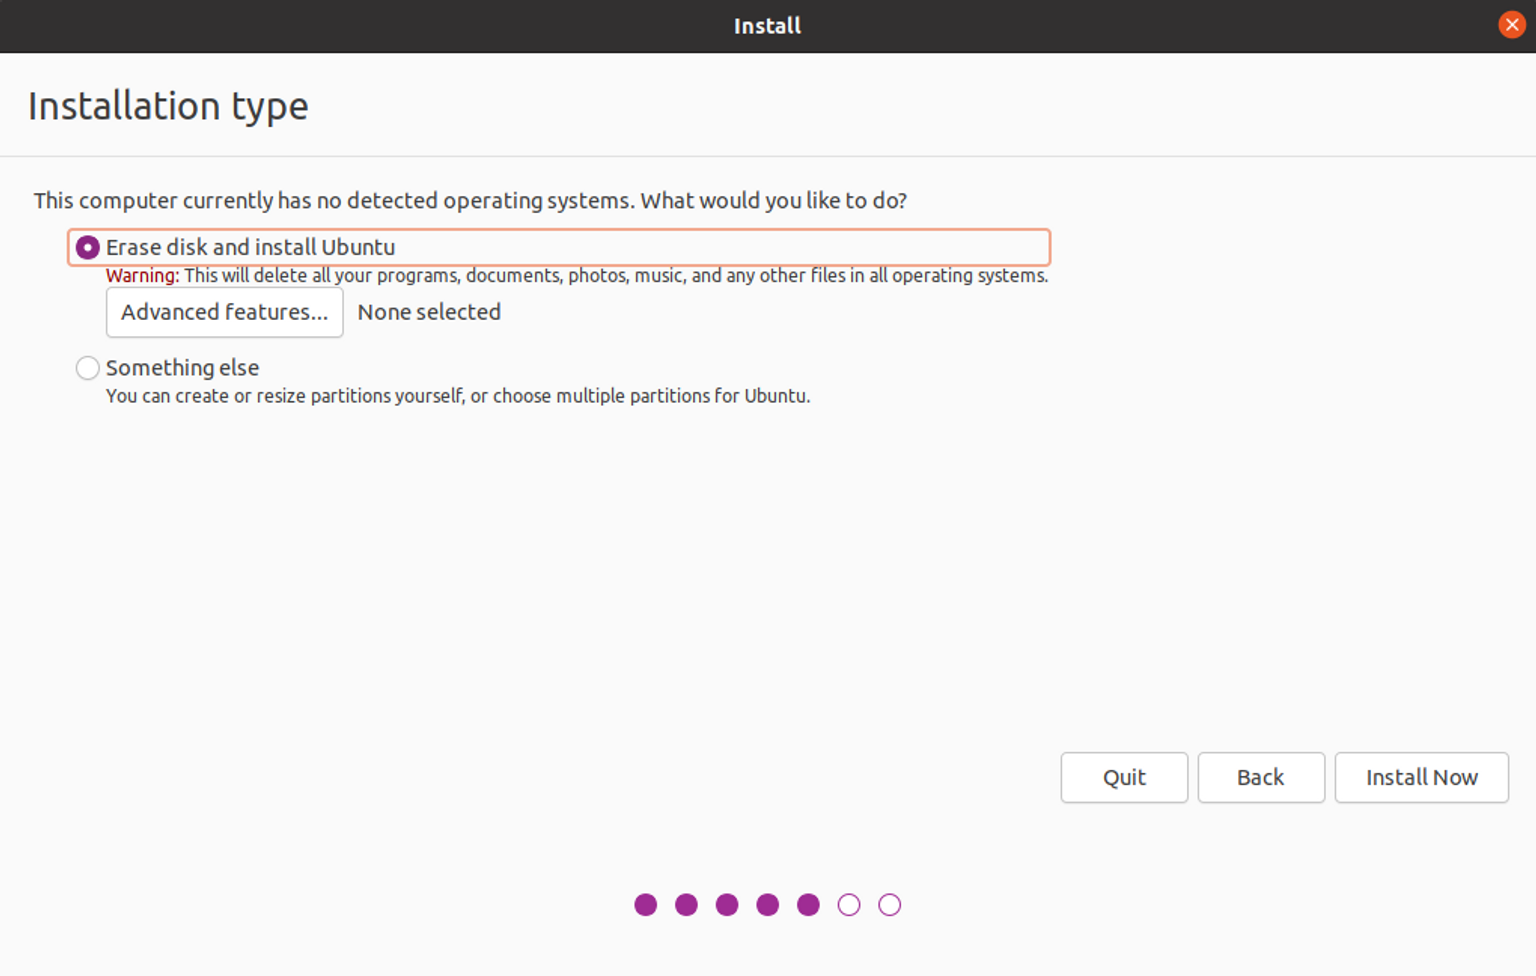 Install
Installation type
This computer currently has no detected operating systems. What would you like to do?
Erase disk and install Ubuntu
Warning: This will delete all your programs, documents, photos, music, and any other files in all operating systems.
Advanced features... None selected
Something else
You can create or resize partitions yourself, or choose multiple partitions for Ubuntu.
Quit Back Install Now